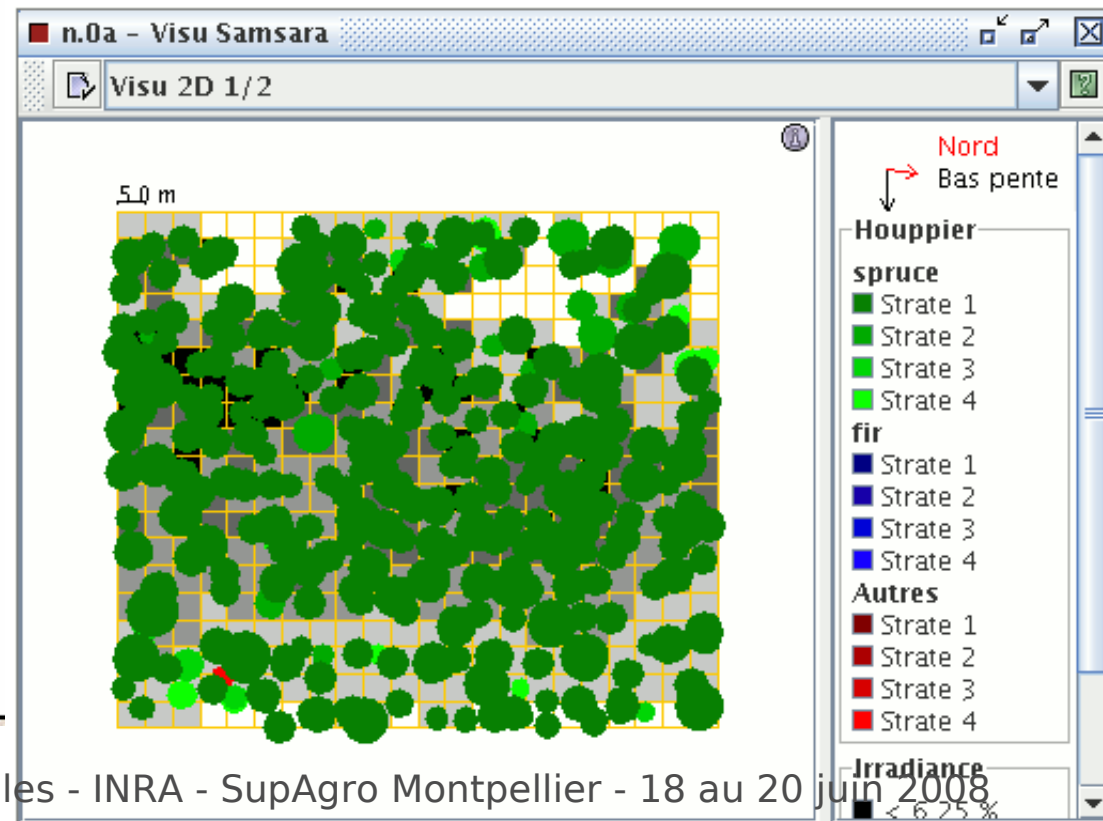 n.0a - Visu Samsara
Visu 2D 1/2
5.0 m
Nord
Bas pente
Houppier
spruce
Strate 1
Strate 2
Strate 3
Strate 4
fir
Strate 1
Strate 2
Strate 3
Strate 4
Autres
Strate 1
Strate 2
Strate 3
Strate 4
Irradiance
< 6.25 %
les - INRA - SupAgro Montpellier - 18 au 20 juin 2008